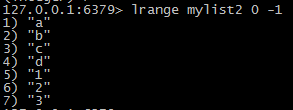 127.0.0.1:6379> lrange mylist2 0 -1
1) "a"
2) "b"
3) "c"
4) "d"
5) "1"
6) "2"
7) "3"